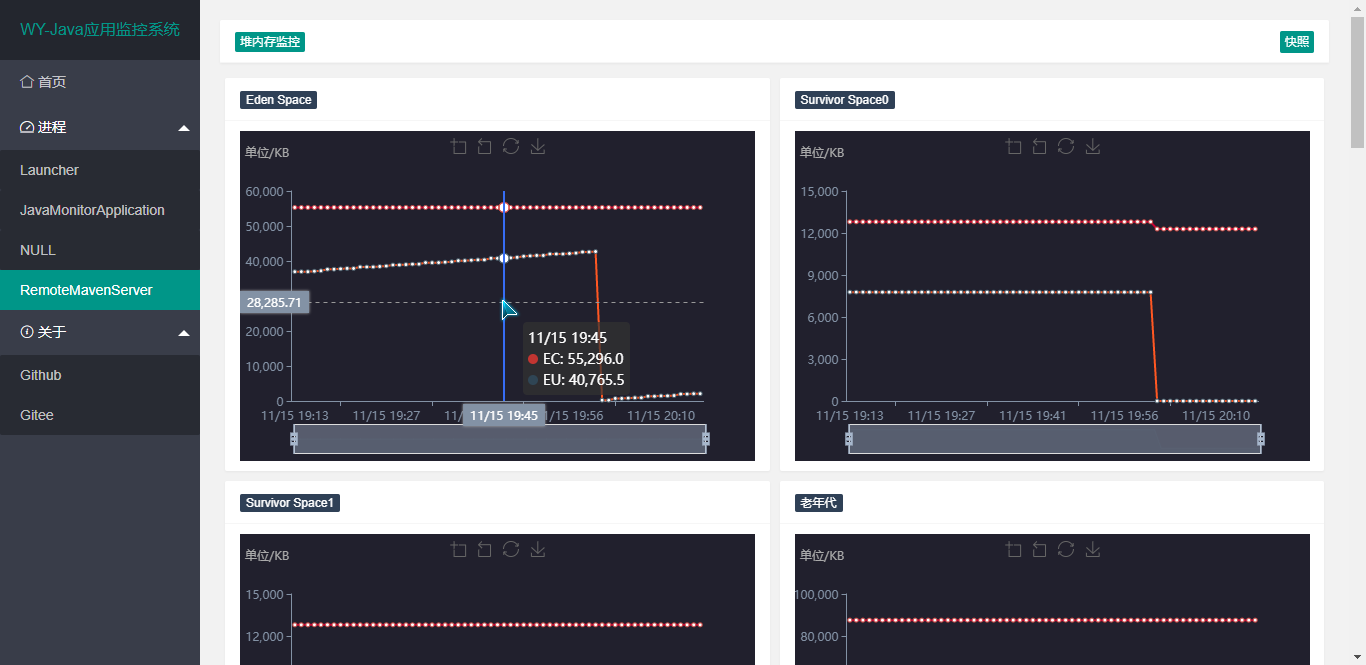 WY-Java应用监控系统
首页
进程
Launcher
JavaMonitorApplication
NULL
RemoteMavenServer
关于
Github
Gitee
堆内存监控
快照
Eden Space
单位/KB
60,000
50,000
40,000
28,285.71
20,000
10,000
0
11/15 19:45
EC: 55,296.0
EU: 40,765.5
11/15 19:13
11/15 19:27
11/15 19:45
11/15 20:10
Survivor Space0
单位/KB
15,000
12,000
9,000
6,000
3,000
0
11/15 19:13
11/15 19:27
11/15 19:41
11/15 19:56
11/15 20:10
Survivor Space1
单位/KB
15,000
12,000
老年代
单位/KB
100,000
80,000